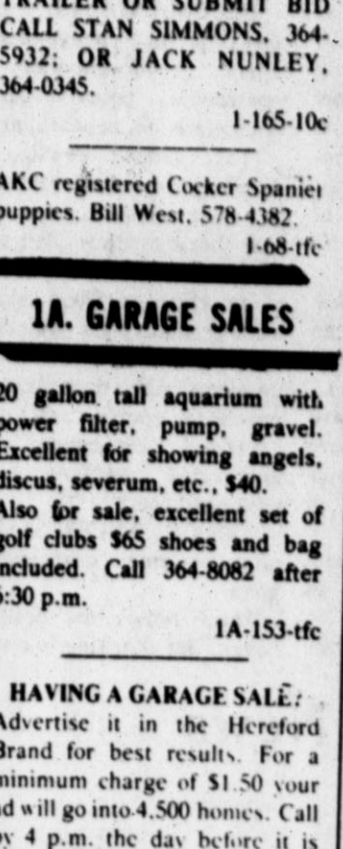 TRAILER OR SUBMIT BID
CALL STAN SIMMONS, 364-
5932; OR JACK NUNLEY,
364-0345.
1-165-10c
AKC registered Cocker Spaniel
puppies. Bill West, 578-4382.
1-68-tfc
1A. GARAGE SALES
20 gallon tall aquarium with
power filter, pump, gravel.
Excellent for showing angels,
discus, severum, etc., $40.
Also for sale, excellent set of
golf clubs $65 shoes and bag
included. Call 364-8082 after
:30 p.m.
1A-153-tfc
HAVING A GARAGE SALE?
Advertise it in the Hereford
Brand for best results. For a
minimum charge of $1.50 your
ad will go into 4,500 homes. Call
by 4 p.m. the day before it is